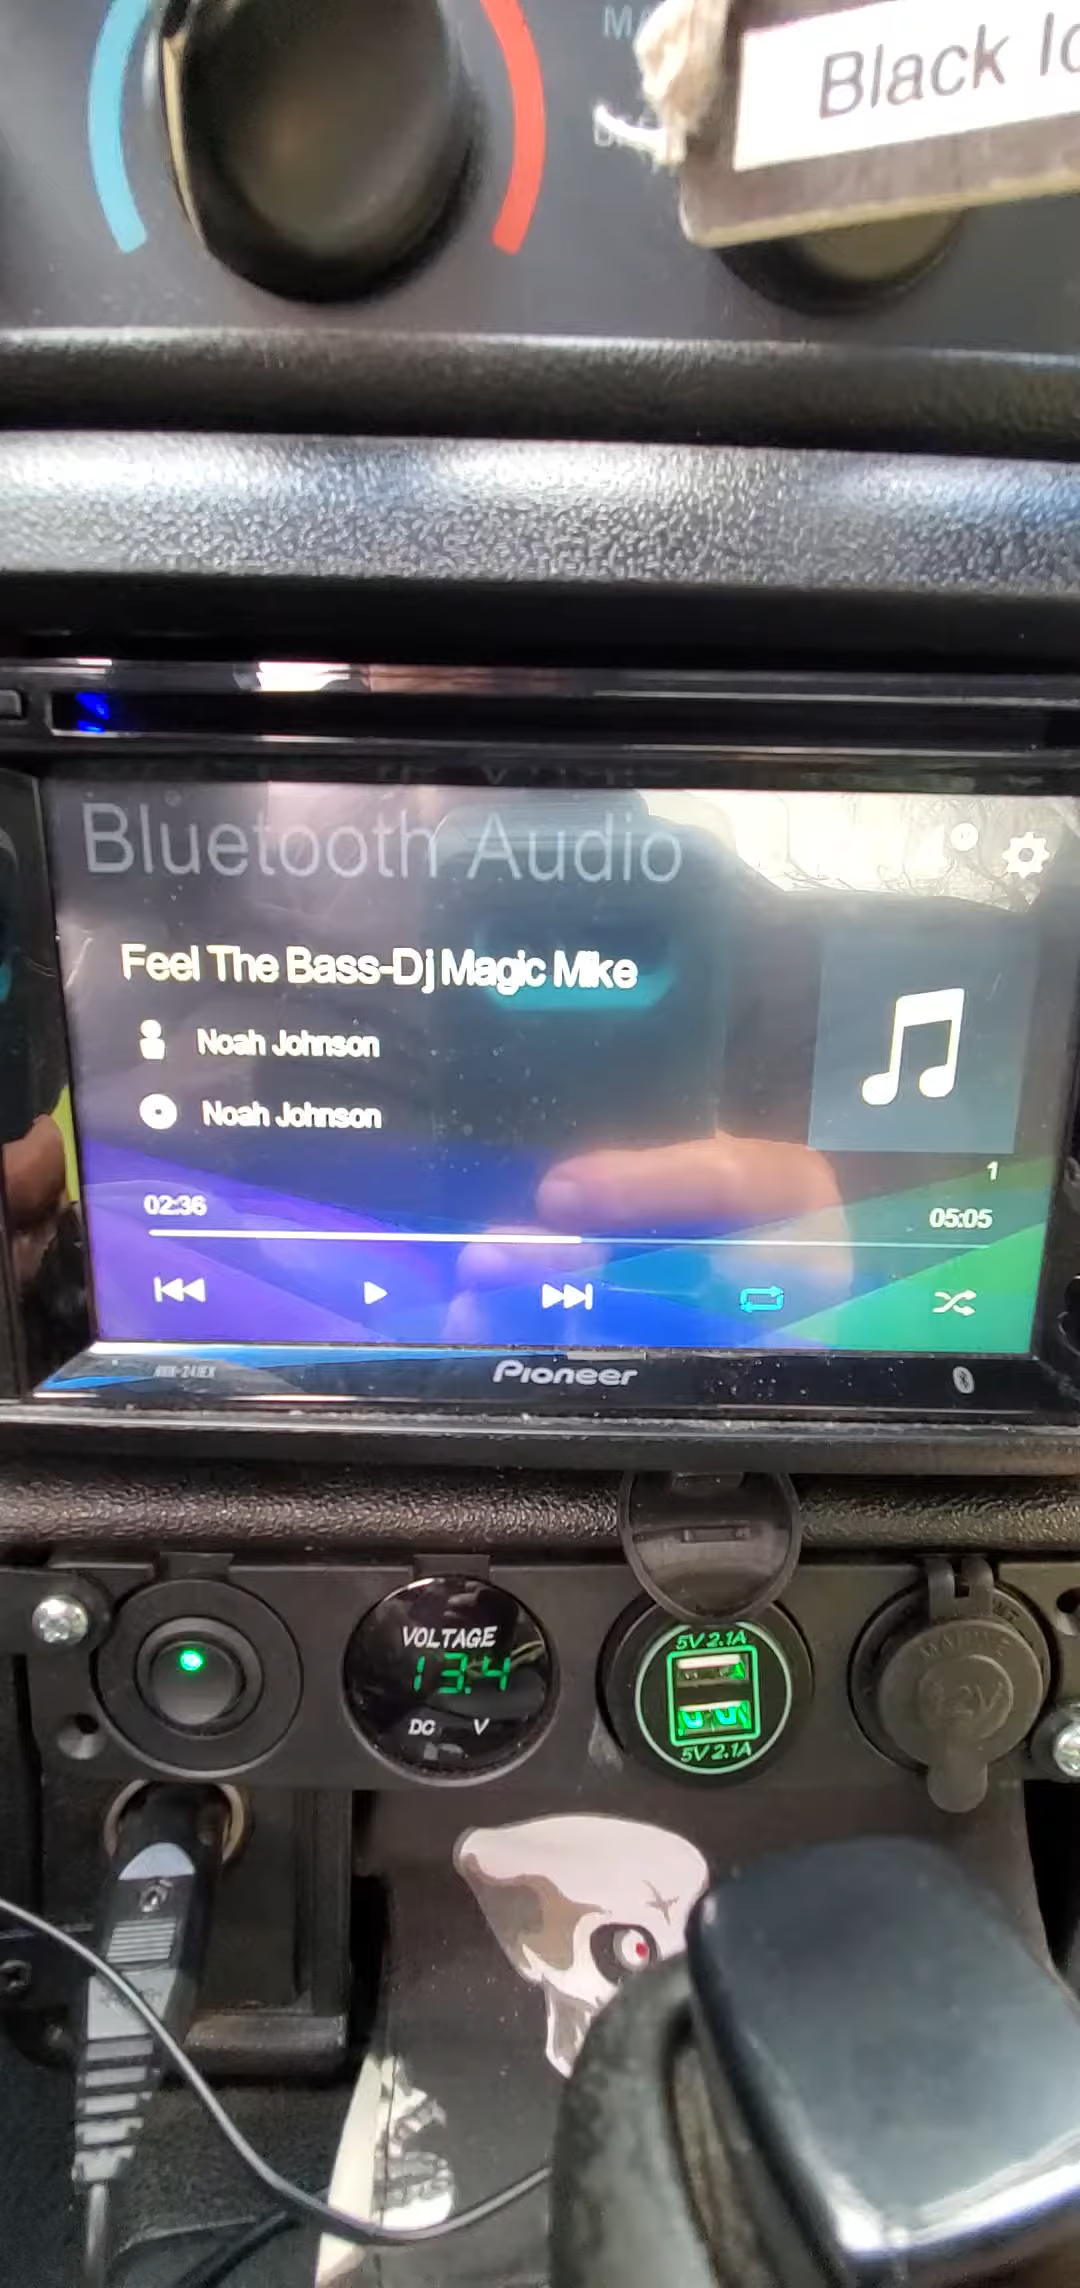 Black
Bluetooth Audio
Feel The Bass-Dj Magic Mike
Noah Johnson
Noah Johnson
1
02:36
05:05
Pioneer
VOLTAGE
13.4
DC V
5V 2.1A
5V 2.1A
12V